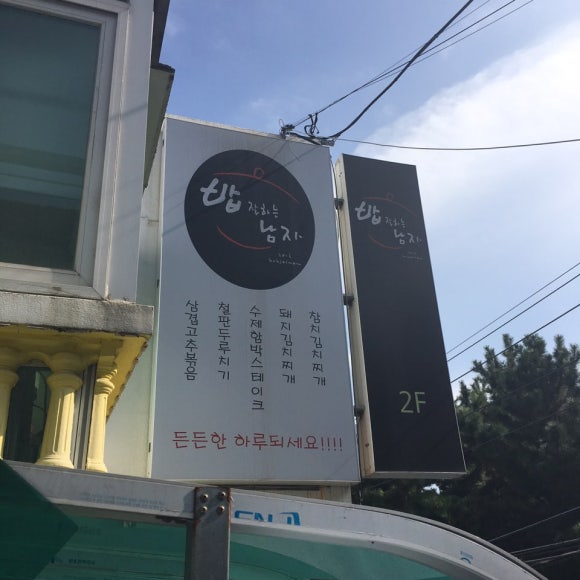 밥 잘하는
남자
2012
삼겹고추볶음
철판두루치기
수제함박스테이크
돼지김치찌개
참치김치찌개
든든한 하루되세요!!!!
밥 잘하는
남자
2F